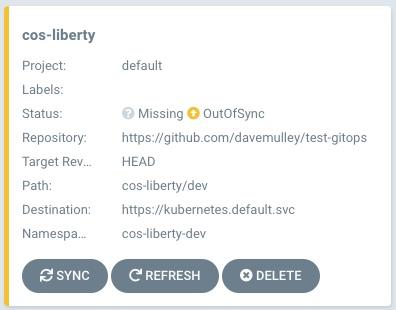 cos-liberty
Project: default
Labels:
Status: Missing OutOfSync
Repository: https://github.com/davemulley/test-gitops
Target Rev... HEAD
Path: cos-liberty/dev
Destination: https://kubernetes.default.svc
Namespa... cos-liberty-dev
SYNC REFRESH DELETE